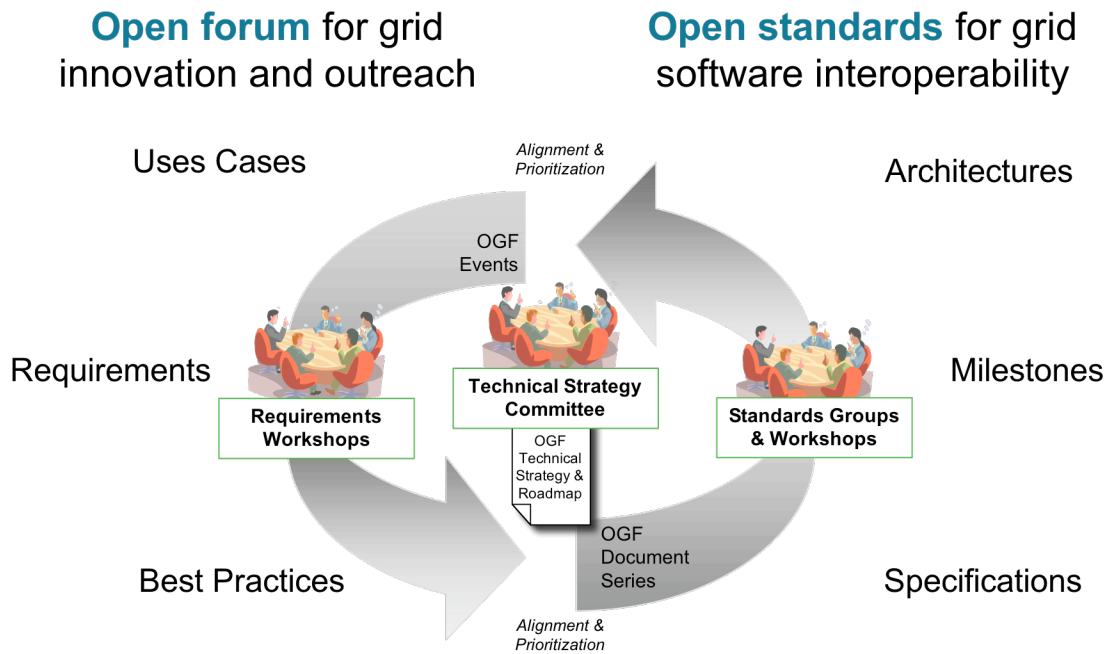 Open forum for grid
innovation and outreach
Open standards for grid
software interoperability
Uses Cases
Alignment &
Prioritization
Architectures
OGF
Events
Requirements
Milestones
Requirements
Workshops
Technical Strategy
Committee
Standards Groups
& Workshops
OGF
Technical
Strategy &
Roadmap
OGF
Document
Series
Best Practices
Specifications
Alignment &
Prioritization